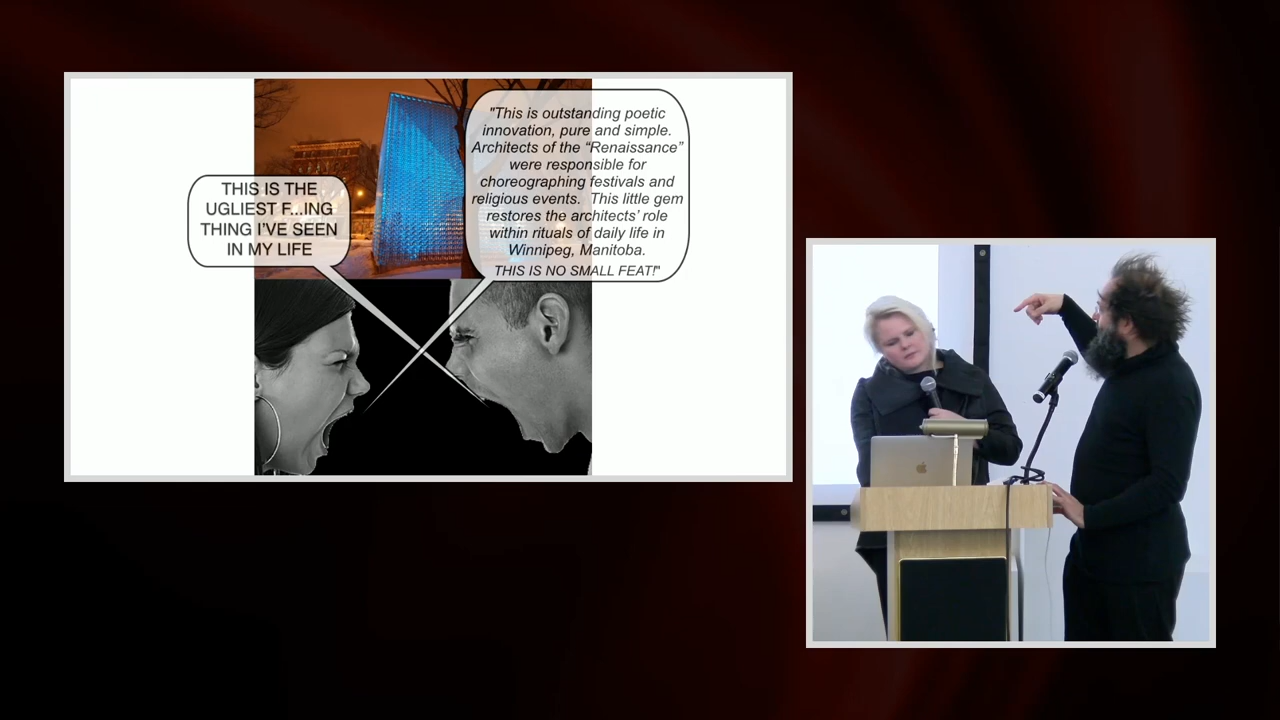 THIS IS THE
UGLIEST F...ING
THING I'VE SEEN
IN MY LIFE
"This is outstanding poetic
innovation, pure and simple.
Architects of the "Renaissance"
were responsible for
choreographing festivals and
religious events.  This little gem
restores the architects' role
within rituals of daily life in
Winnipeg, Manitoba.
THIS IS NO SMALL FEAT!"